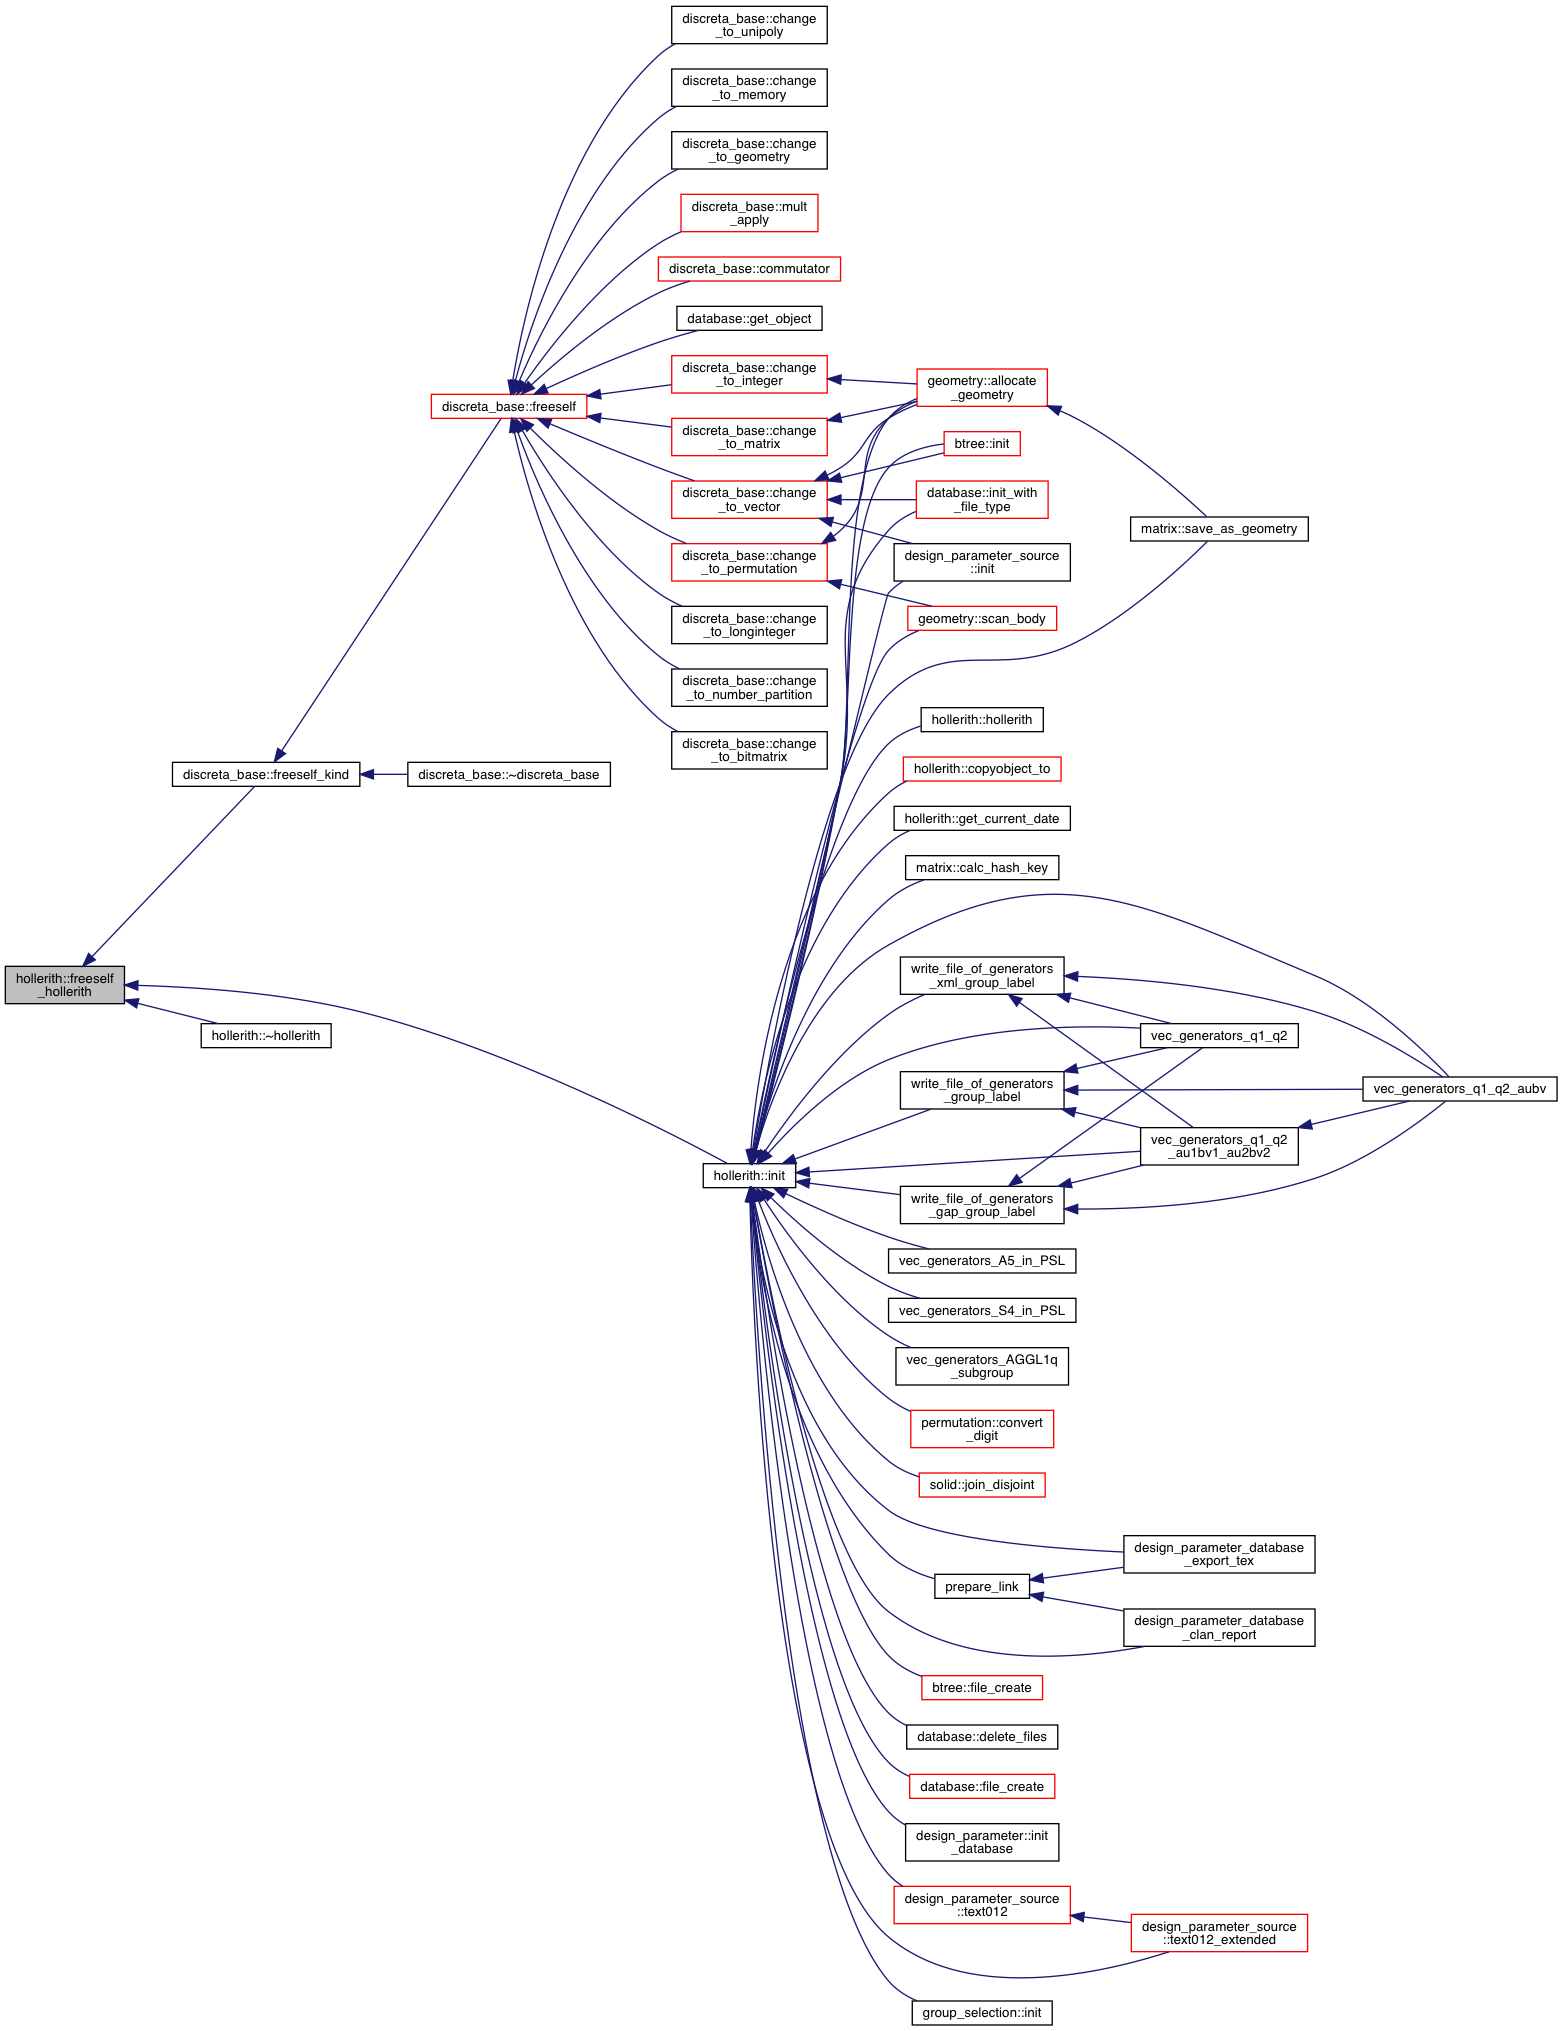 discreta_base::change
_to_unipoly
discreta_base::change
_to_memory
discreta_base::change
_to_geometry
discreta_base::mult
_apply
discreta_base::commutator
database::get_object
discreta_base::change
_to_integer
geometry::allocate
_geometry
discreta_base::freeself
discreta_base::change
_to_matrix
btree::init
discreta_base::change
_to_vector
database::init_with
_file_type
matrix::save_as_geometry
discreta_base::change
_to_permutation
design_parameter_source
::init
discreta_base::change
_to_longinteger
geometry::scan_body
discreta_base::change
_to_number_partition
hollerith::hollerith
discreta_base::change
_to_bitmatrix
discreta_base::freeself_kind
discreta_base::~discreta_base
hollerith::copyobject_to
hollerith::get_current_date
matrix::calc_hash_key
hollerith::freeself
_hollerith
write_file_of_generators
_xml_group_label
hollerith::~hollerith
vec_generators_q1_q2
write_file_of_generators
_group_label
vec_generators_q1_q2_aubv
vec_generators_q1_q2
_au1bv1_au2bv2
hollerith::init
write_file_of_generators
_gap_group_label
vec_generators_A5_in_PSL
vec_generators_S4_in_PSL
vec_generators_AGGL1q
_subgroup
permutation::convert
_digit
solid::join_disjoint
design_parameter_database
_export_tex
prepare_link
design_parameter_database
_clan_report
btree::file_create
database::delete_files
database::file_create
design_parameter::init
_database
design_parameter_source
::text012
design_parameter_source
::text012_extended
group_selection::init